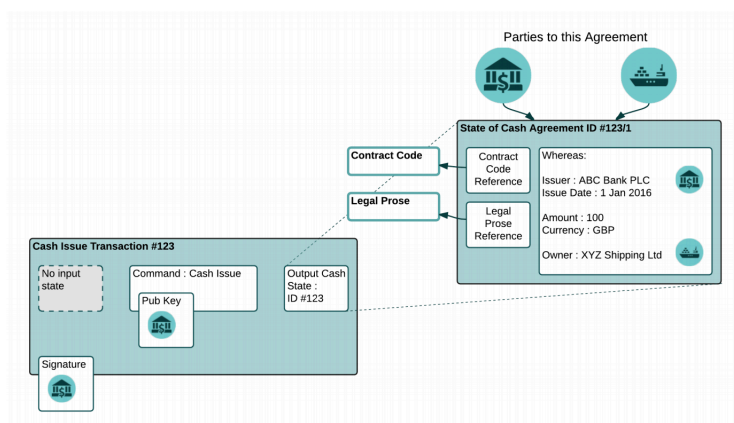 Parties to this Agreement
State of Cash Agreement ID #123/1
Contract Code
Contract
Code
Reference
Whereas:
Issuer : ABC Bank PLC
Issue Date : 1 Jan 2016
Amount : 100
Currency : GBP
Owner : XYZ Shipping Ltd
Legal Prose
Legal
Prose
Reference
Cash Issue Transaction #123
No input
state
Command : Cash Issue
Pub Key
Output Cash
State :
ID #123
Signature